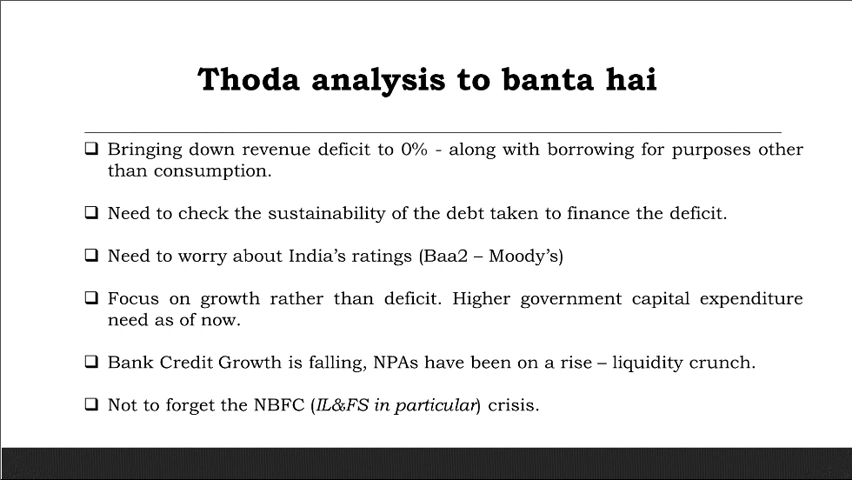 Thoda analysis to banta hai
❑ Bringing down revenue deficit to 0% - along with borrowing for purposes other
than consumption.
❑ Need to check the sustainability of the debt taken to finance the deficit.
❑ Need to worry about India’s ratings (Baa2 – Moody’s)
❑ Focus on growth rather than deficit. Higher government capital expenditure
need as of now.
❑ Bank Credit Growth is falling, NPAs have been on a rise – liquidity crunch.
❑ Not to forget the NBFC (IL&FS in particular) crisis.